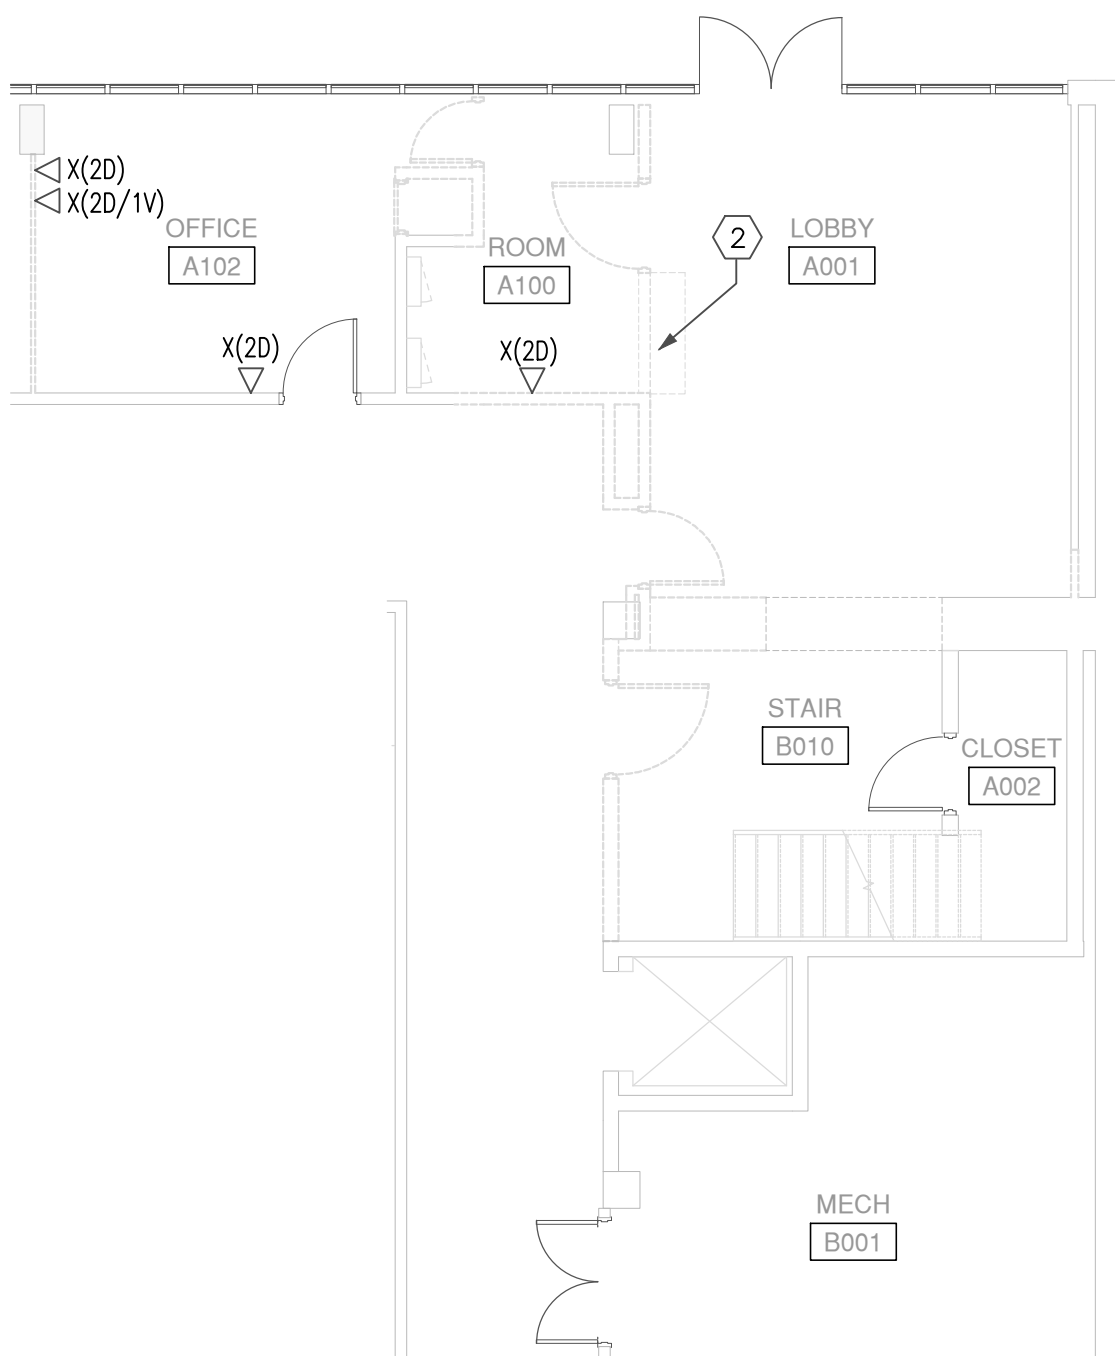 X(2D)
X(2D/1V)
OFFICE
A102
ROOM
A100
2
LOBBY
A001
X(2D)
X(2D)
STAIR
B010
CLOSET
A002
MECH
B001